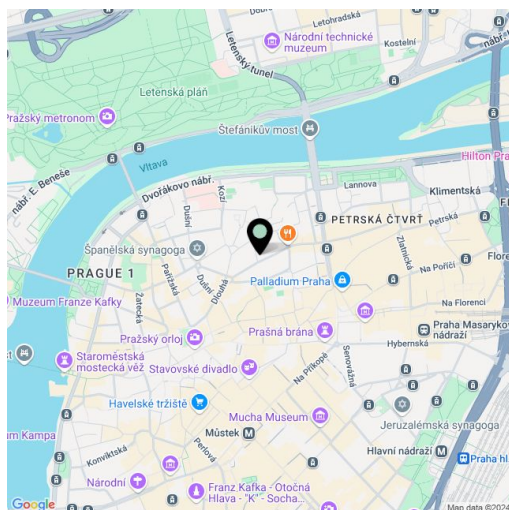 Letohradská
Národní technické
muzeum
Kostelní
Letenský tunel
Letenská pláň
Pražský metronom
Štefánikův most
Vltava
Hilton Pra
nábř. E. Beneše
Dvořákovo nábř.
Lannova
Klimentská
Dušní
Kozí
PETRSKÁ ČTVRŤ
Petrská
Španělská synagoga
Zlatnická
Na Poříčí
PRAGUE 1
Pařížská
Dušní
Dlouhá
Palladium Praha
Muzeum Franze Kafky
Žatecká
Na Florenci
Prašná brána
Praha Masarykov
nádraží
Pražský orloj
Hybernská
Staroměstská
mostecká věž
Stavovské divadlo
Na Příkopě
Senovážná
Havelské tržiště
Mucha Museum
Jeruzalémská synagoga
Můstek
m Kampa
Konviktská
Perlová
Hlavní nádraží
Praha hl.
Národní
Franz Kafka - Otočná
Hlava - "K" - Socha...
Google
Map data ©2024